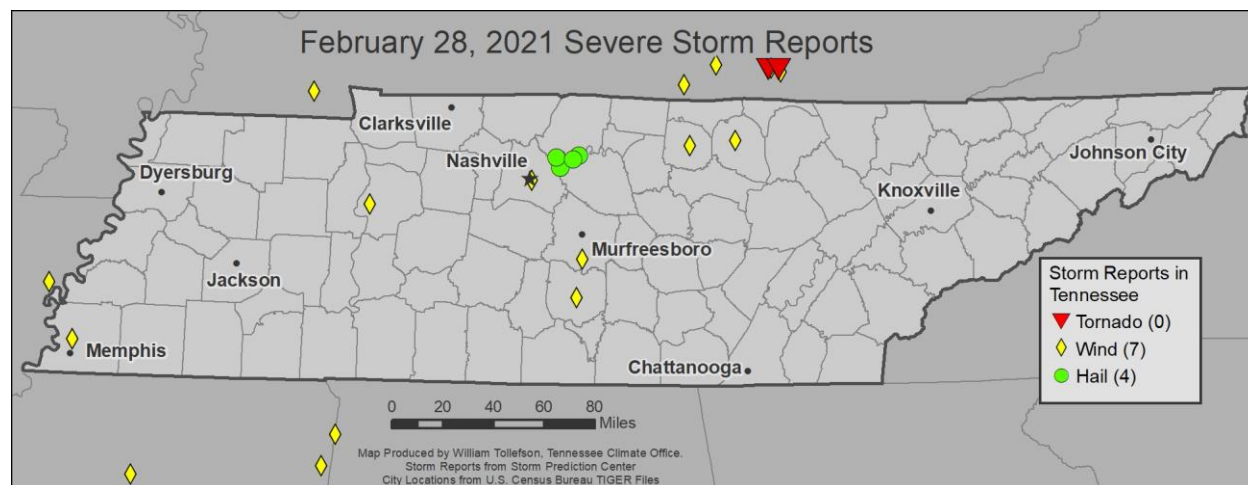 February 28, 2021 Severe Storm Reports
Clarksville
Nashville
Dyersburg
Johnson City
Knoxville
Murfreesboro
Jackson
Memphis
Chattanooga
Storm Reports in
Tennessee
Tornado (0)
Wind (7)
Hail (4)
0 20 40 60 80
Miles
Map Produced by William Tollefson, Tennessee Climate Office.
Storm Reports from Storm Prediction Center
City Locations from U.S. Census Bureau TIGER Files